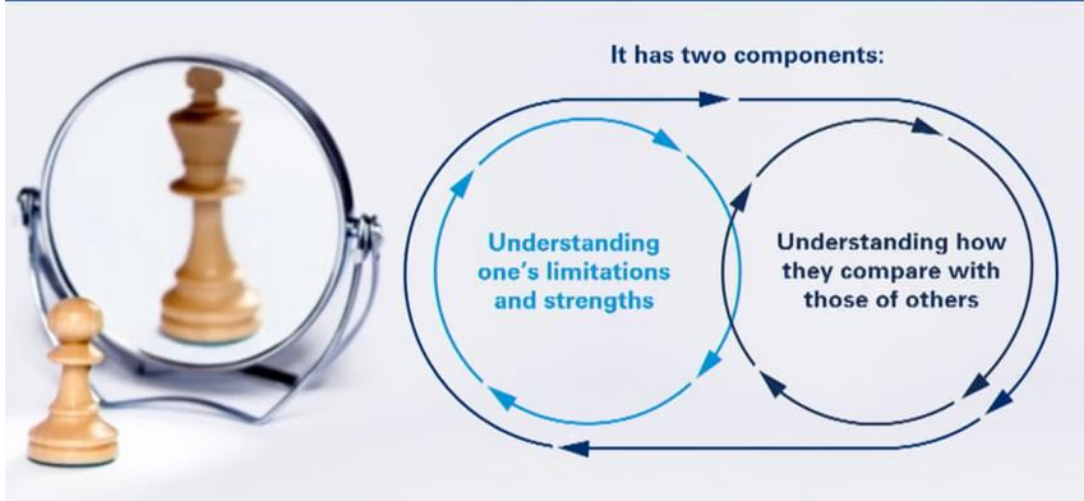 It has two components:
Understanding
one's limitations
and strengths
Understanding how
they compare with
those of others